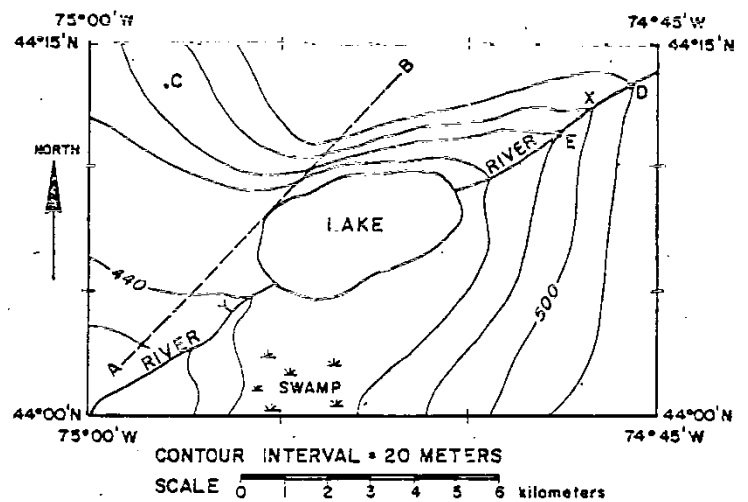 75°00'W 74°45'W
44°15'N 44°15'N
B
C
X
D
E
NORTH
RIVER
LAKE
440
Y
600
A RIVER
SWAMP
44°00'N 44°00'N
75°00'W 74°45'W
CONTOUR INTERVAL = 20 METERS
SCALE 0 1 2 3 4 5 6 kilometers